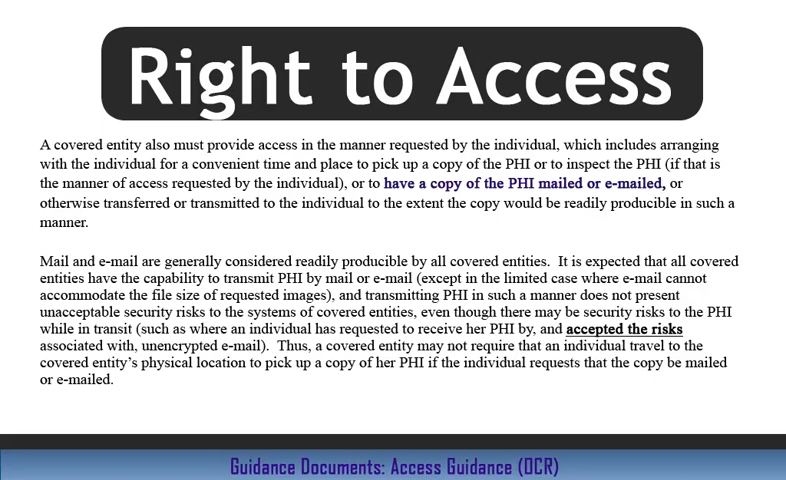 Right to Access
A covered entity also must provide access in the manner requested by the individual, which includes arranging
with the individual for a convenient time and place to pick up a copy of the PHI or to inspect the PHI (if that is
the manner of access requested by the individual), or to have a copy of the PHI mailed or e-mailed, or
otherwise transferred or transmitted to the individual to the extent the copy would be readily producible in such a
manner.
Mail and e-mail are generally considered readily producible by all covered entities.  It is expected that all covered
entities have the capability to transmit PHI by mail or e-mail (except in the limited case where e-mail cannot
accommodate the file size of requested images), and transmitting PHI in such a manner does not present
unacceptable security risks to the systems of covered entities, even though there may be security risks to the PHI
while in transit (such as where an individual has requested to receive her PHI by, and accepted the risks
associated with, unencrypted e-mail).  Thus, a covered entity may not require that an individual travel to the
covered entity's physical location to pick up a copy of her PHI if the individual requests that the copy be mailed
or e-mailed.
Guidance Documents: Access Guidance (OCR)